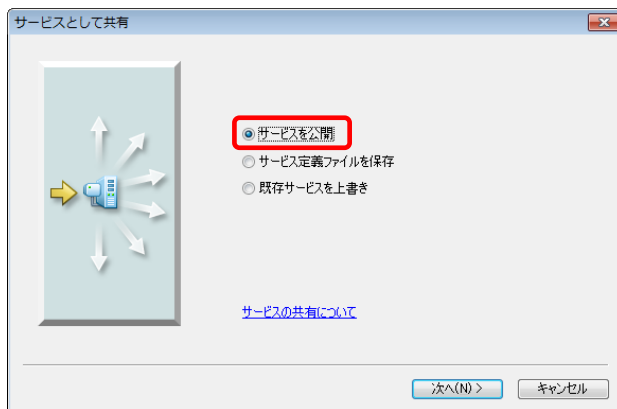 サービスとして共有
サービスを公開
サービス定義ファイルを保存
既存サービスを上書き
サービスの共有について
次へ(N) >
キャンセル